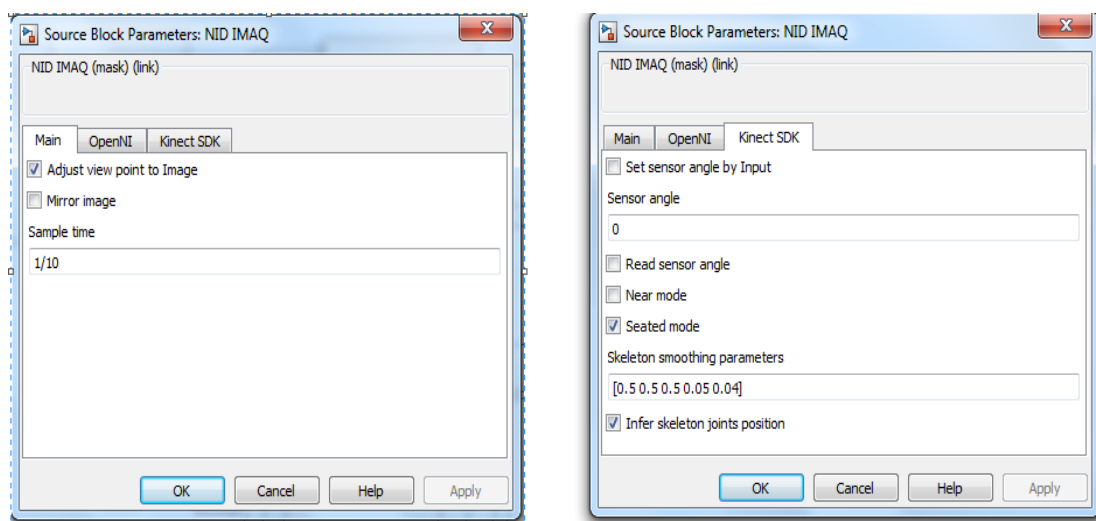 Source Block Parameters: NID IMAQ
NID IMAQ (mask) (link)
Main OpenNI Kinect SDK
Adjust view point to Image
Mirror image
Sample time
1/10
OK Cancel Help Apply
Source Block Parameters: NID IMAQ
NID IMAQ (mask) (link)
Main OpenNI Kinect SDK
Set sensor angle by Input
Sensor angle
0
Read sensor angle
Near mode
Seated mode
Skeleton smoothing parameters
[0.5 0.5 0.5 0.05 0.04]
Infer skeleton joints position
OK Cancel Help Apply